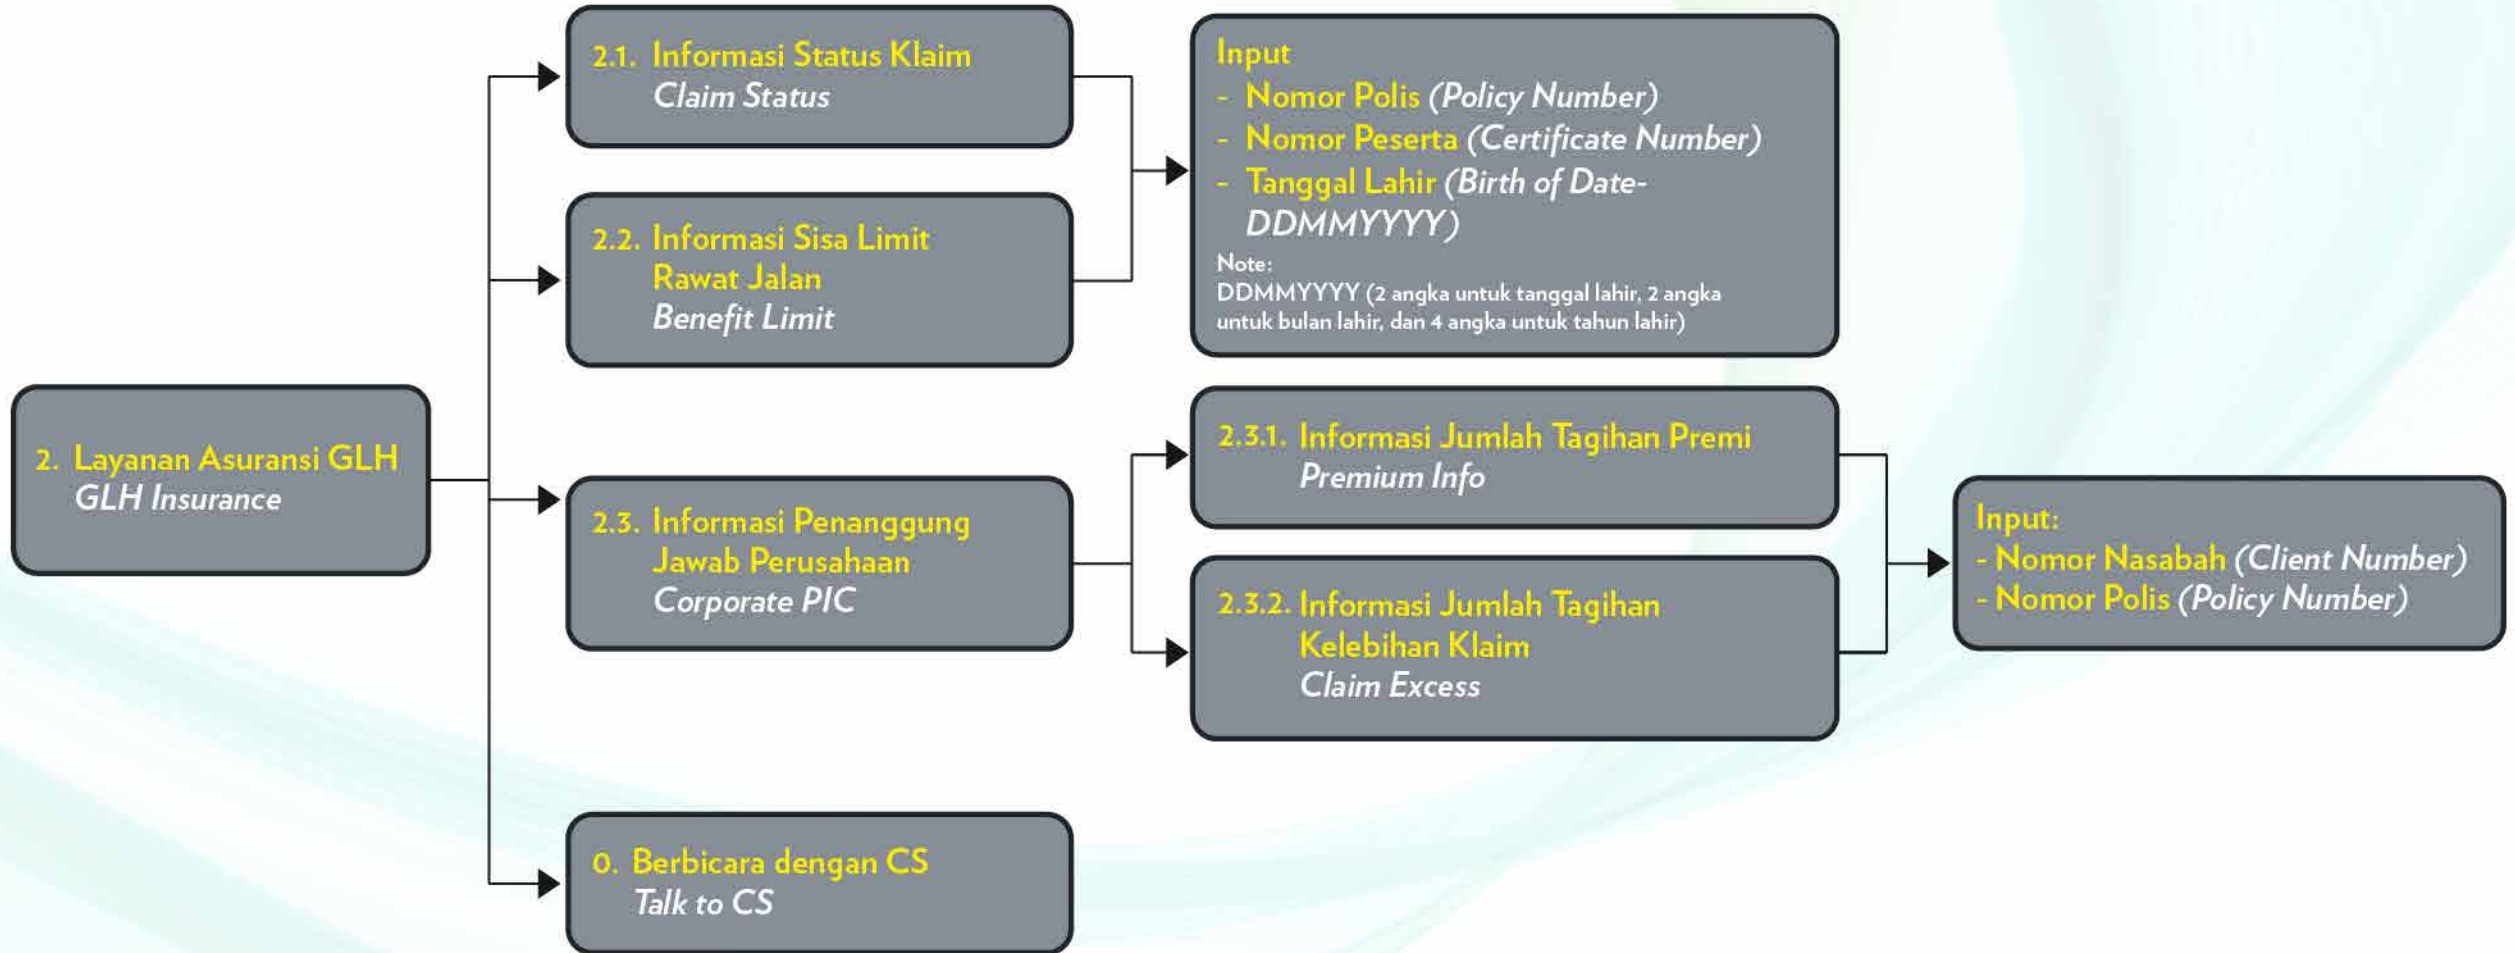 2. Layanan Asuransi GLH
GLH Insurance
2.1. Informasi Status Klaim
Claim Status
2.2. Informasi Sisa Limit
Rawat Jalan
Benefit Limit
2.3. Informasi Penanggung
Jawab Perusahaan
Corporate PIC
0. Berbicara dengan CS
Talk to CS
Input
- Nomor Polis (Policy Number)
- Nomor Peserta (Certificate Number)
- Tanggal Lahir (Birth of Date-
DDMMYYYY)
Note:
DDMMYYYY (2 angka untuk tanggal lahir, 2 angka
untuk bulan lahir, dan 4 angka untuk tahun lahir)
2.3.1. Informasi Jumlah Tagihan Premi
Premium Info
2.3.2. Informasi Jumlah Tagihan
Kelebihan Klaim
Claim Excess
Input:
- Nomor Nasabah (Client Number)
- Nomor Polis (Policy Number)